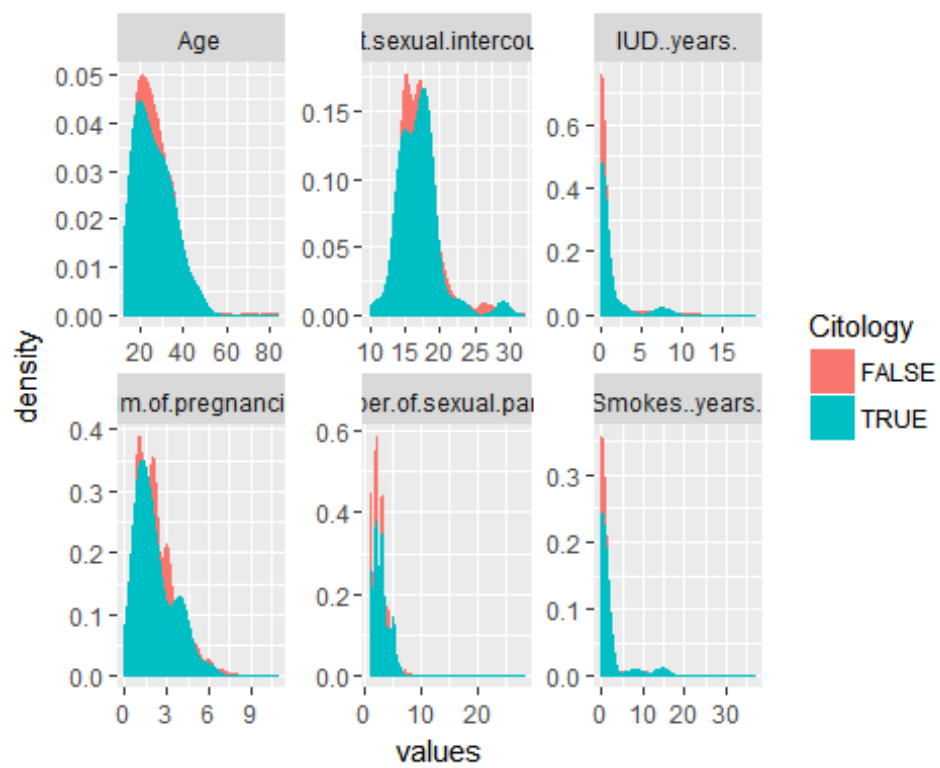 Age
t.sexual.intercou
IUD..years.
0.05
0.04
0.03
0.02
0.01
0.00
0.15
0.10
0.05
0.00
0.6
0.4
0.2
0.0
20 40 60 80
10 15 20 25 30
0 5 10 15
m.of.pregnanci
ber.of.sexual.par
Smokes..years.
0.4
0.3
0.2
0.1
0.0
0.6
0.4
0.2
0.0
0.3
0.2
0.1
0.0
0 3 6 9
0 10 20
0 10 20 30
density
values
Citology
FALSE
TRUE